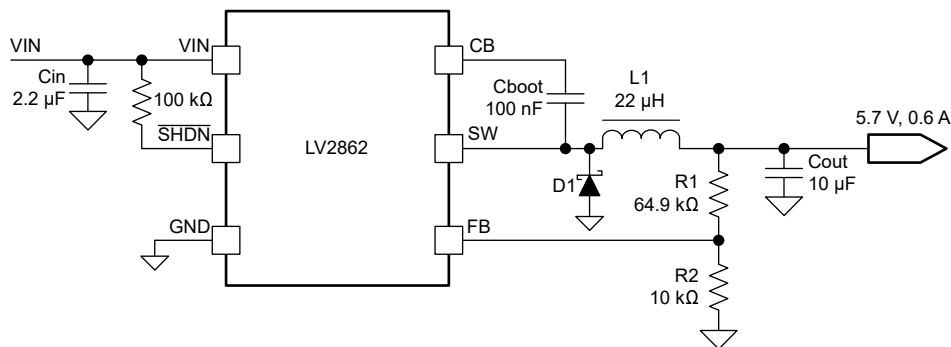 VIN
Cin
2.2 µF
100 kΩ
VIN
SHDN
GND
LV2862
CB
SW
FB
Cboot
100 nF
L1
22 µH
D1
R1
64.9 kΩ
R2
10 kΩ
Cout
10 µF
5.7 V, 0.6 A